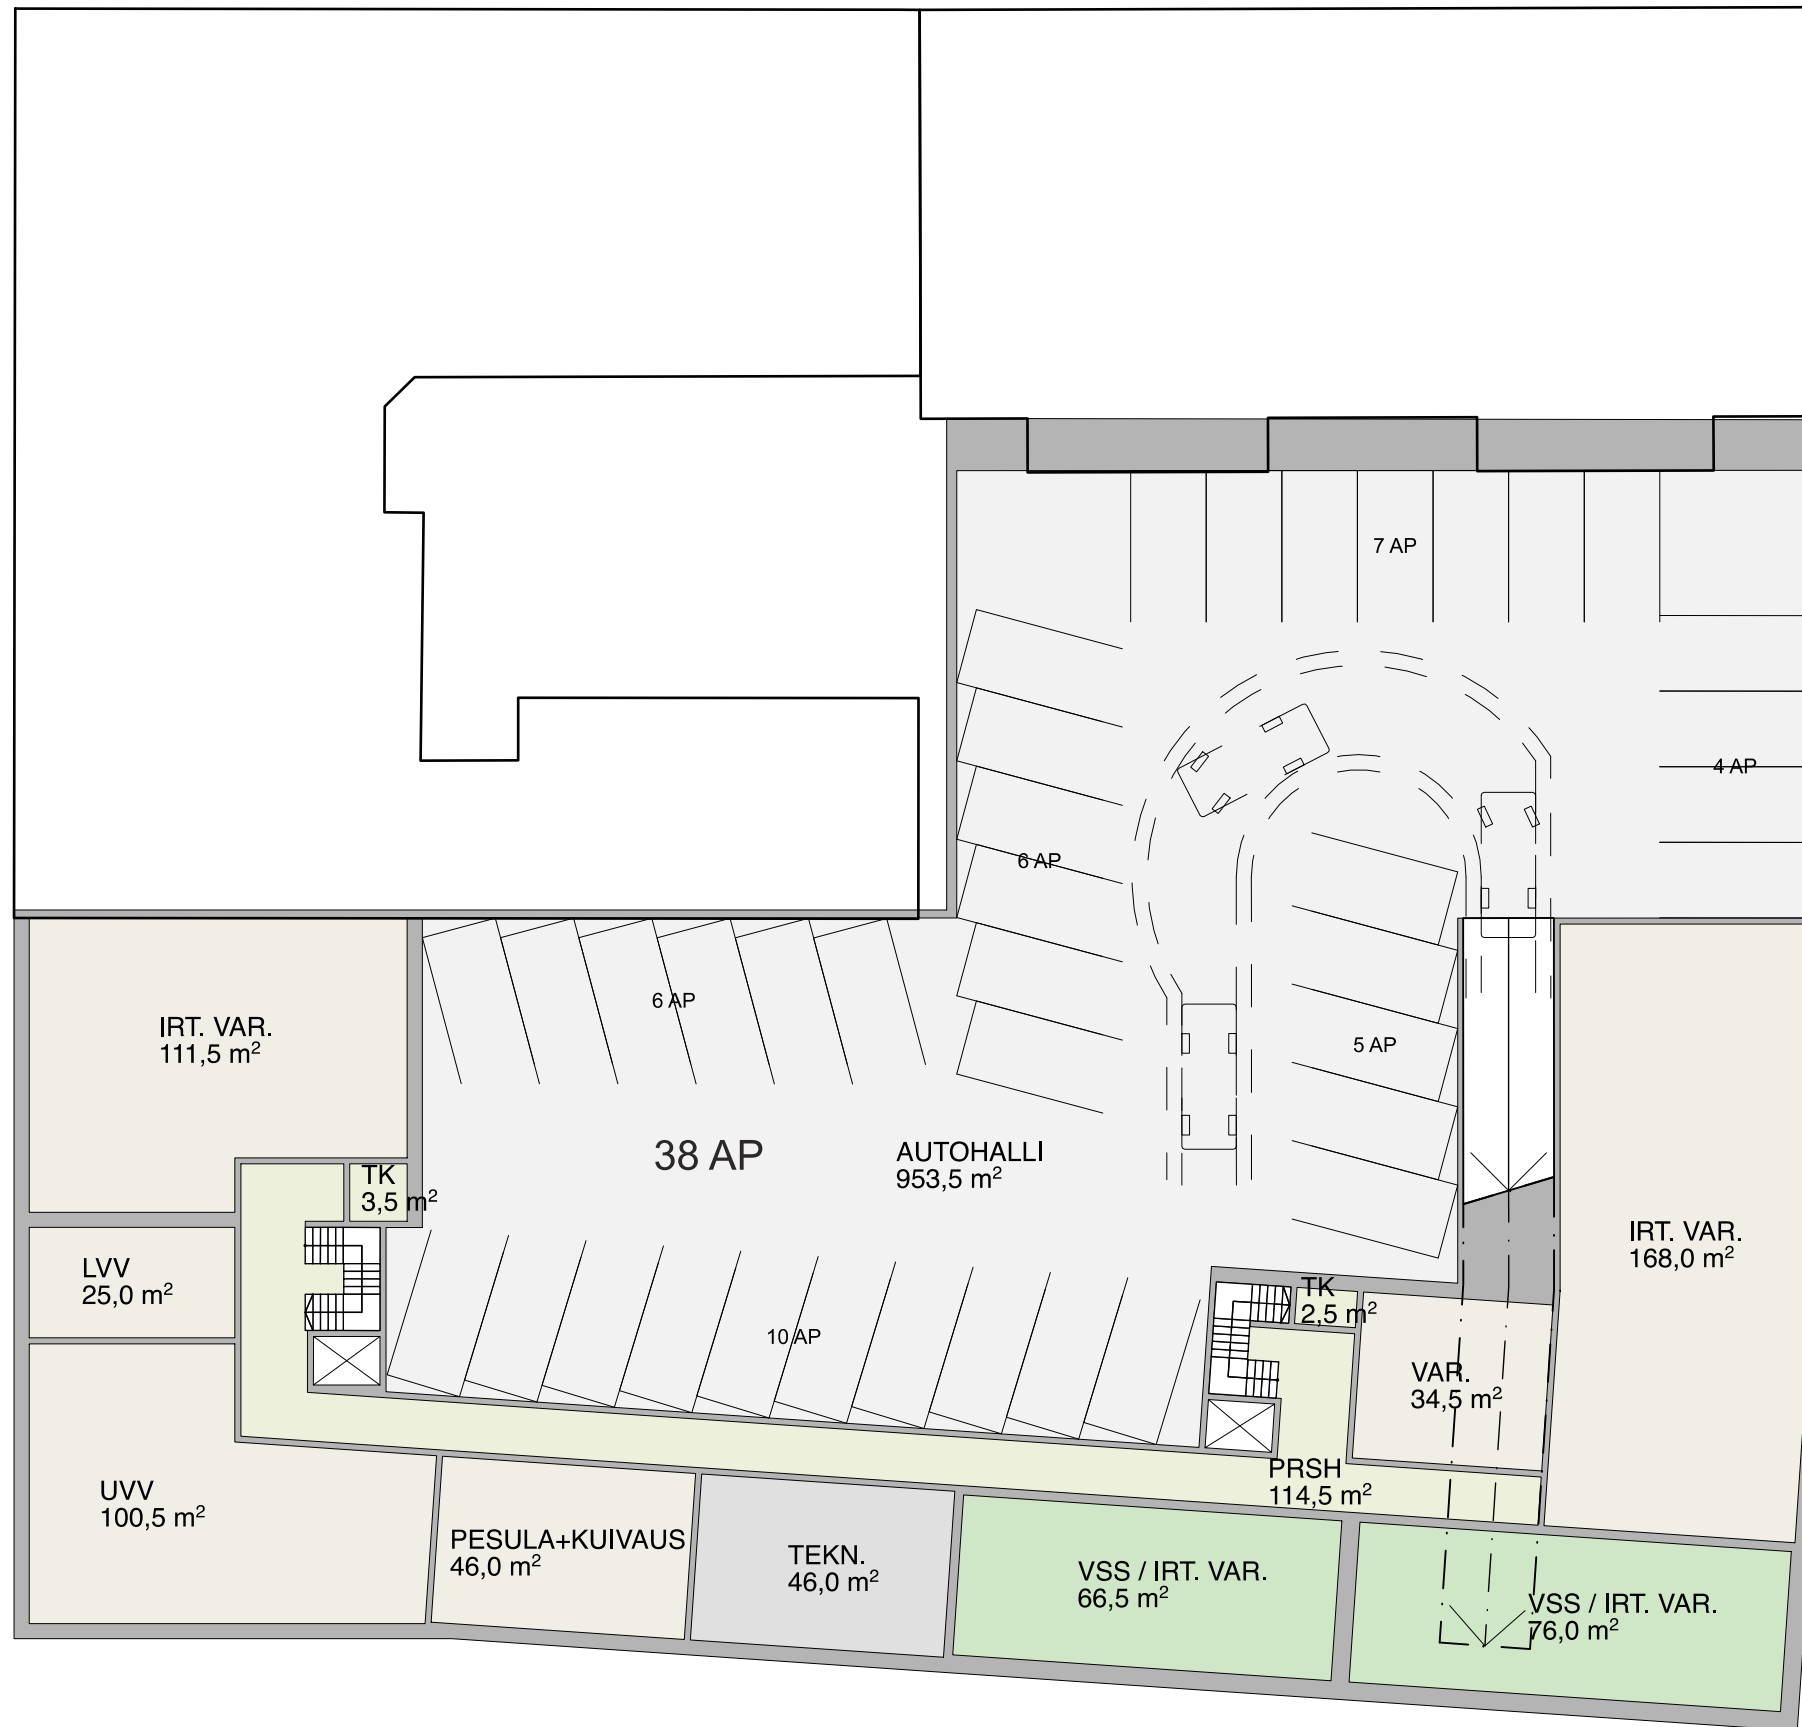 7 AP
4 AP
6 AP
6 AP
IRT. VAR.
111,5 m²
5 AP
38 AP
AUTOHALLI
953,5 m²
TK
3,5 m²
IRT. VAR.
168,0 m²
LVV
25,0 m²
TK
2,5 m²
10 AP
VAR.
34,5 m²
PRSH
114,5 m²
UVV
100,5 m²
PESULA+KUIVAUS
46,0 m²
TEKN.
46,0 m²
VSS / IRT. VAR.
66,5 m²
VSS / IRT. VAR.
76,0 m²